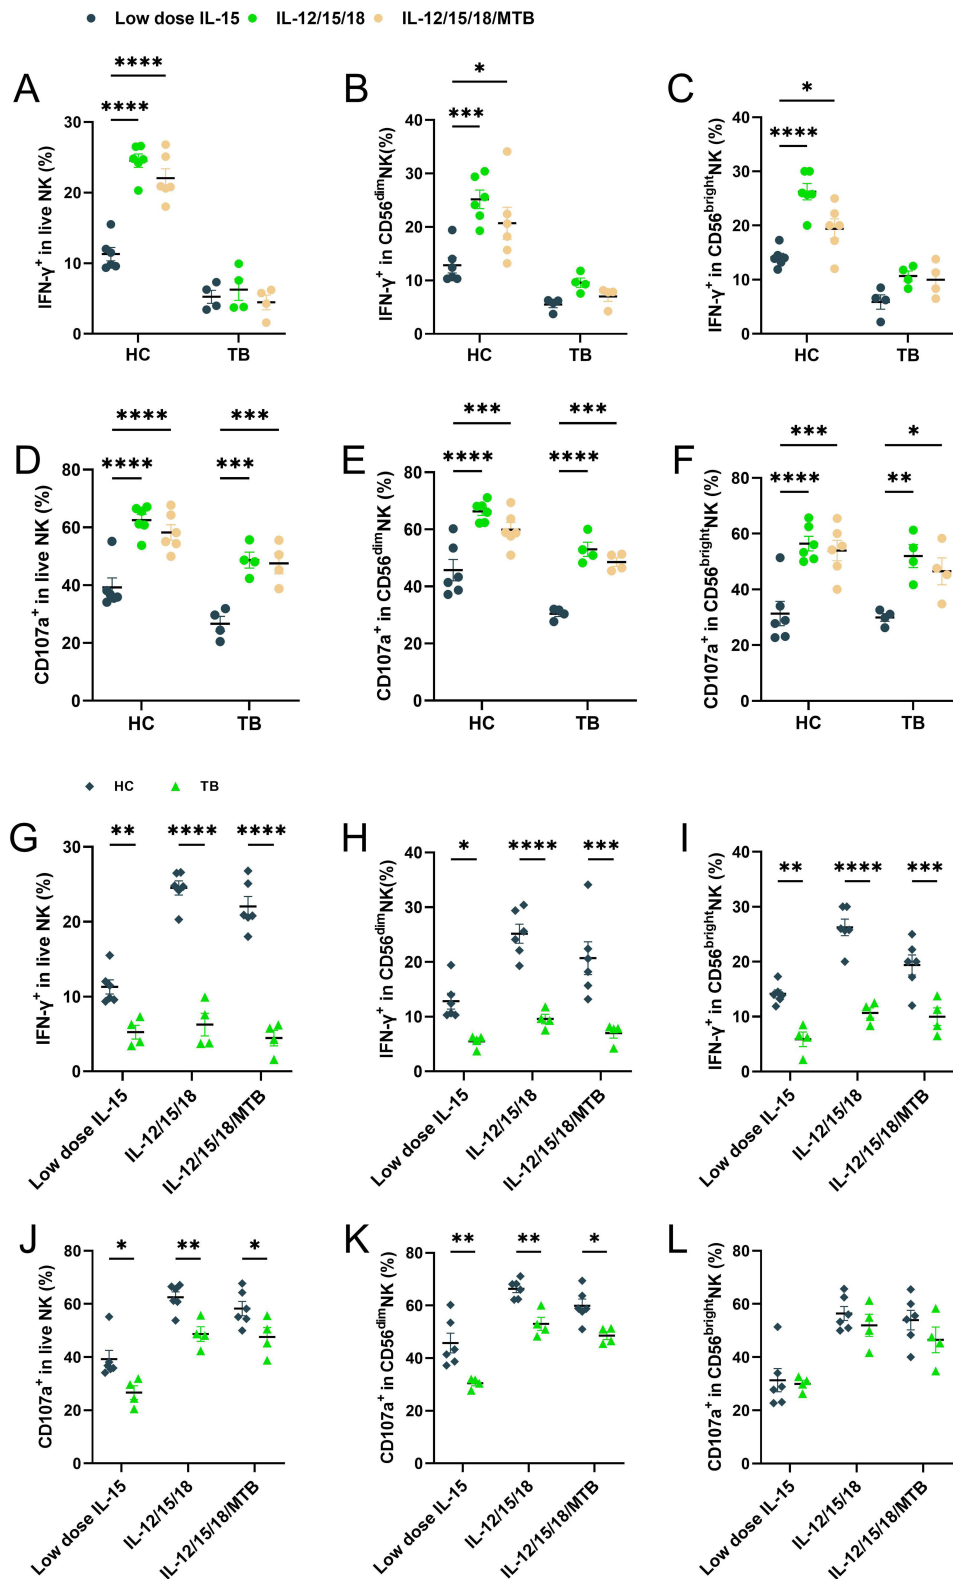 Low dose IL-15 IL-12/15/18 IL-12/15/18/MTB
A B C
**** * *
**** *** ****
IFN-γ+ in live NK (%)
30
20
10
0
HC TB
IFN-γ+ in CD56dimNK(%)
40
30
20
10
0
HC TB
IFN-γ+ in CD56brightNK (%)
40
30
20
10
0
HC TB
D E F
**** *** *** *** *** *
**** *** **** **** **** **
CD107a+ in live NK (%)
80
60
40
20
0
HC TB
CD107a+ in CD56dimNK (%)
80
60
40
20
0
HC TB
CD107a+ in CD56brightNK (%)
80
60
40
20
0
HC TB
HC TB
G H I
** **** ****
IFN-γ+ in live NK (%)
30
20
10
0
Low dose IL-15
IL-12/15/18
IL-12/15/18/MTB
* **** ***
IFN-γ+ in CD56dimNK(%)
40
30
20
10
0
Low dose IL-15
IL-12/15/18
IL-12/15/18/MTB
** **** ***
IFN-γ+ in CD56brightNK (%)
40
30
20
10
0
Low dose IL-15
IL-12/15/18
IL-12/15/18/MTB
J K L
* ** *
CD107a+ in live NK (%)
80
60
40
20
0
Low dose IL-15
IL-12/15/18
IL-12/15/18/MTB
** ** *
CD107a+ in CD56dimNK (%)
80
60
40
20
0
Low dose IL-15
IL-12/15/18
IL-12/15/18/MTB
CD107a+ in CD56brightNK (%)
80
60
40
20
0
Low dose IL-15
IL-12/15/18
IL-12/15/18/MTB